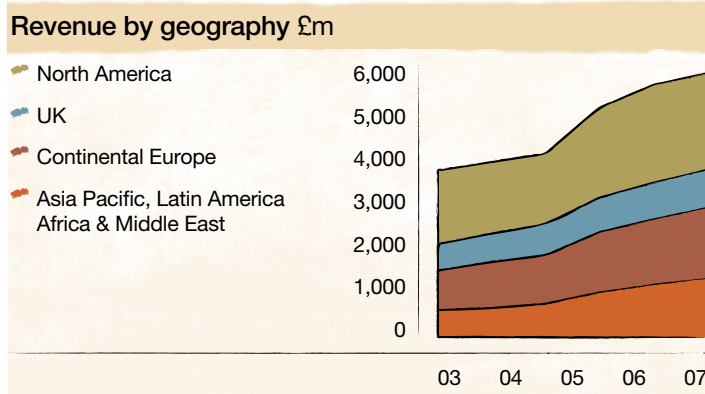 Revenue by geography £m
North America
UK
Continental Europe
Asia Pacific, Latin America
Africa & Middle East
6,000
5,000
4,000
3,000
2,000
1,000
0
03 04 05 06 07